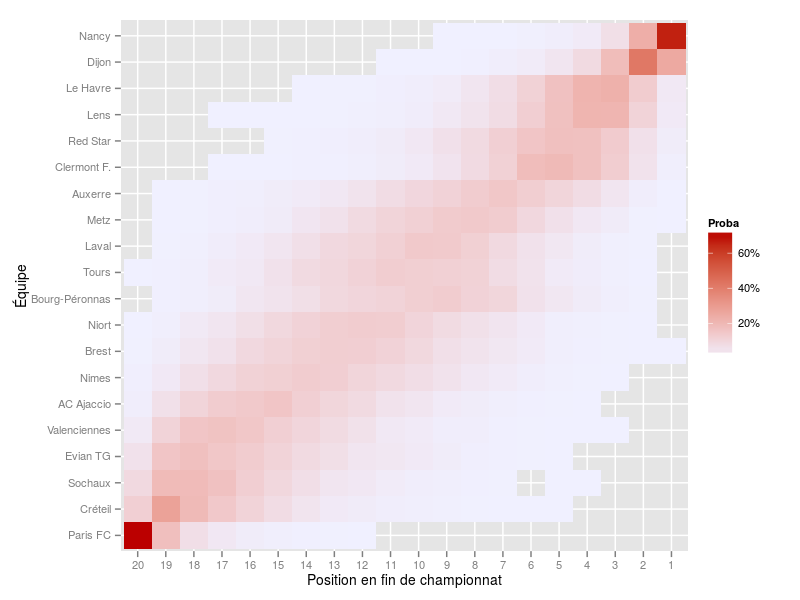 Nancy
Dijon
Le Havre
Lens
Red Star
Clermont F.
Auxerre
Metz
Laval
Tours
Bourg-Péronnas
Niort
Brest
Nimes
AC Ajaccio
Valenciennes
Evian TG
Sochaux
Créteil
Paris FC
Équipe
20 19 18 17 16 15 14 13 12 11 10 9 8 7 6 5 4 3 2 1
Position en fin de championnat
Proba
60%
40%
20%